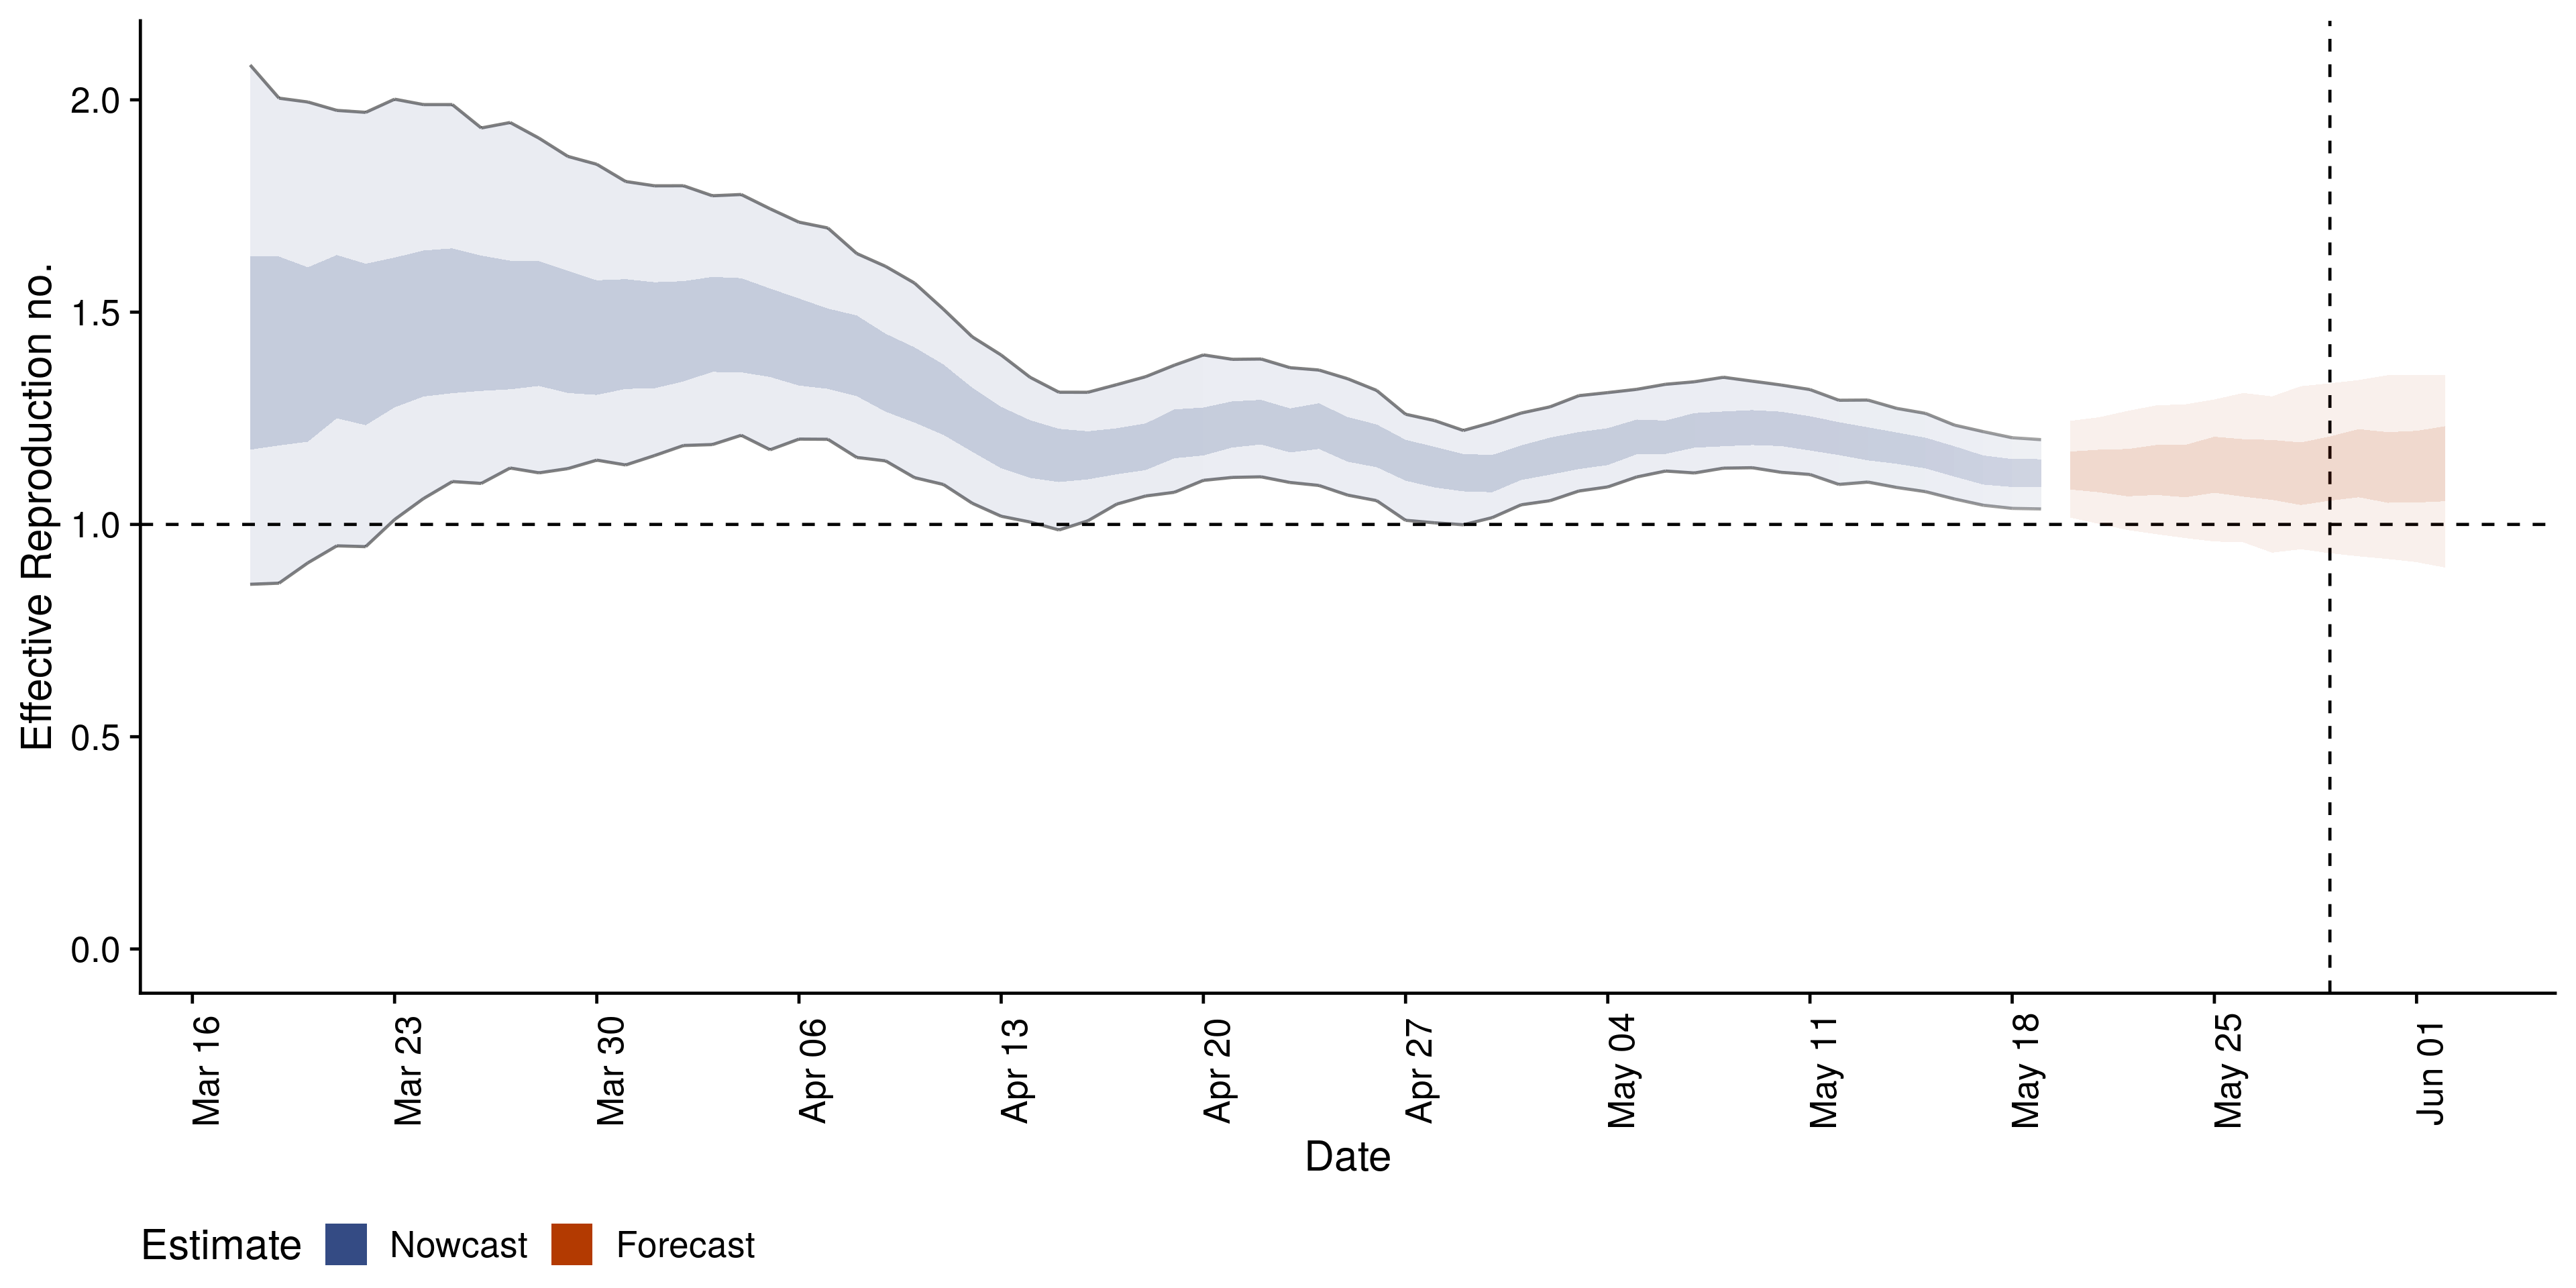 Effective Reproduction no.
2.0
1.5
1.0
0.5
0.0
Mar 16
Mar 23
Mar 30
Apr 06
Apr 13
Apr 20
Apr 27
May 04
May 11
May 18
May 25
Jun 01
Date
Estimate Nowcast Forecast